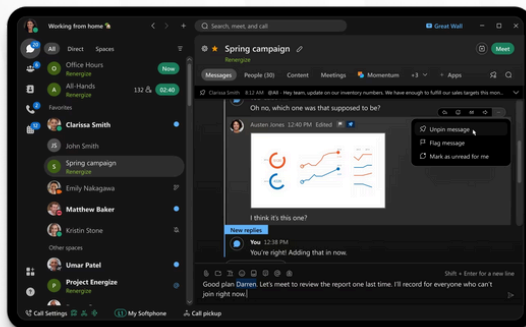 Working from home
Search, meet, and call
Great Wall
20
All
Direct
Spaces
Office Hours
Renergize
Now
All-Hands
Renergize
132
02:40
Favorites
Clarissa Smith
JS
John Smith
S
Spring campaign
Renergize
Emily Nakagawa
Matthew Baker
Kristin Stone
Other spaces
Umar Patel
P
Project Energize
Renergize
Call Settings
My Softphone
Call pickup
Spring campaign
Renergize
Meet
Messages
People (30)
Content
Meetings
Momentum
+3
+ Apps
Clarissa Smith 8:12 AM @All - Hey team, update on our inventory numbers. We have enough to fulfill our sales targets this mon...
Oh no, which one was that supposed to be?
Austen Jones 12:40 PM Edited
Unpin message
Flag message
Mark as unread for me
I think it's this one?
New replies
You 12:38 PM
You're right! Adding that in now.
Shift + Enter for a new line
Good plan Darren. Let's meet to review the report one last time. I'll record for everyone who can't
join right now.